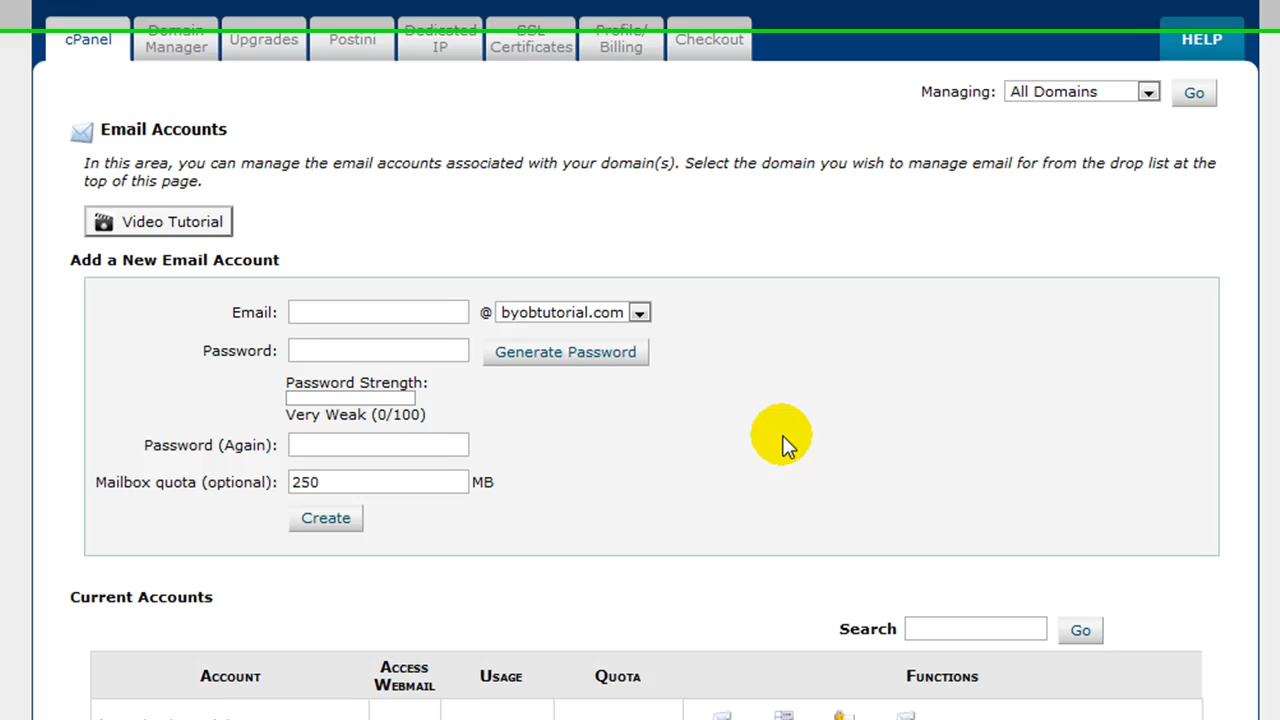 cPanel
Domain Manager
Upgrades
Postini
Dedicated IP
SSL Certificates
Profile/ Billing
Checkout
HELP
Managing: All Domains Go
Email Accounts
In this area, you can manage the email accounts associated with your domain(s). Select the domain you wish to manage email for from the drop list at the
top of this page.
Video Tutorial
Add a New Email Account
Email: @ byobtutorial.com
Password: Generate Password
Password Strength:
Very Weak (0/100)
Password (Again):
Mailbox quota (optional): 250 MB
Create
Current Accounts
Search Go
Account Access Webmail Usage Quota Functions